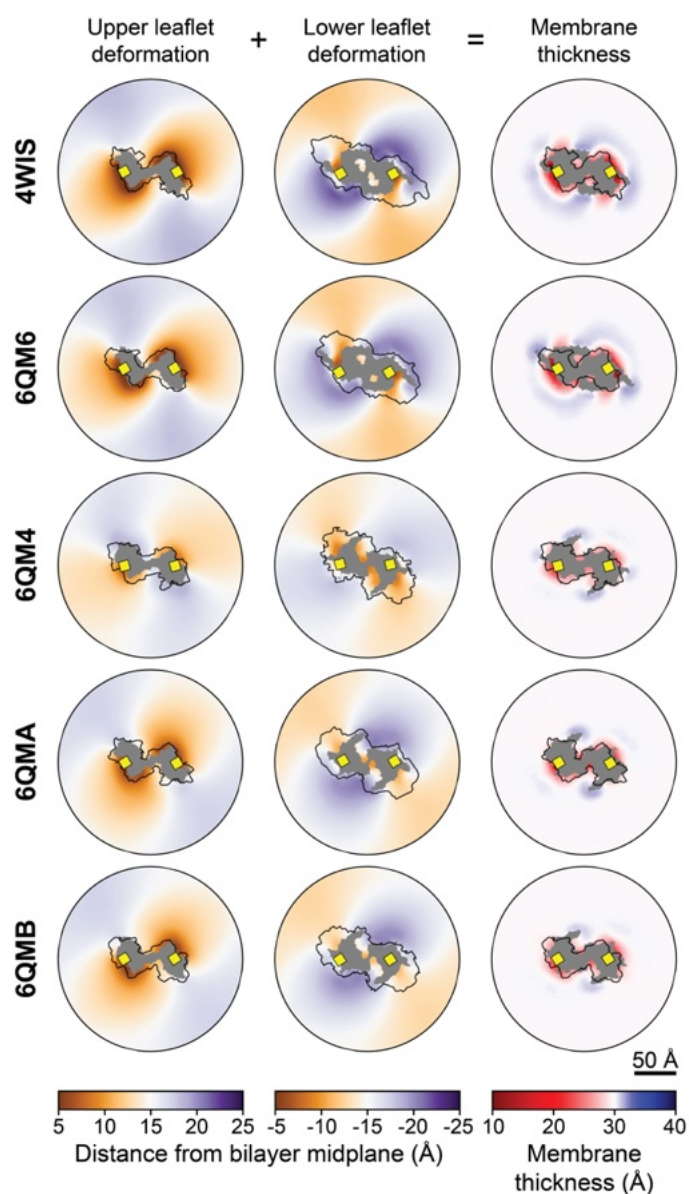 Upper leaflet deformation + Lower leaflet deformation = Membrane thickness
4WIS
6QM6
6QM4
6QMA
6QMB
50 Å
5 10 15 20 25 -5 -10 -15 -20 -25 10 20 30 40
Distance from bilayer midplane (Å)
Membrane thickness (Å)